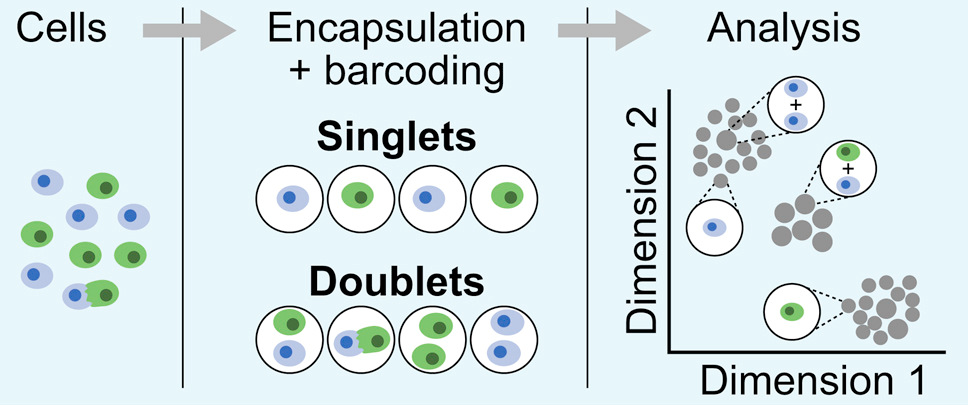 Cells
Encapsulation
+ barcoding
Analysis
Singlets
Doublets
Dimension 2
+
+
Dimension 1